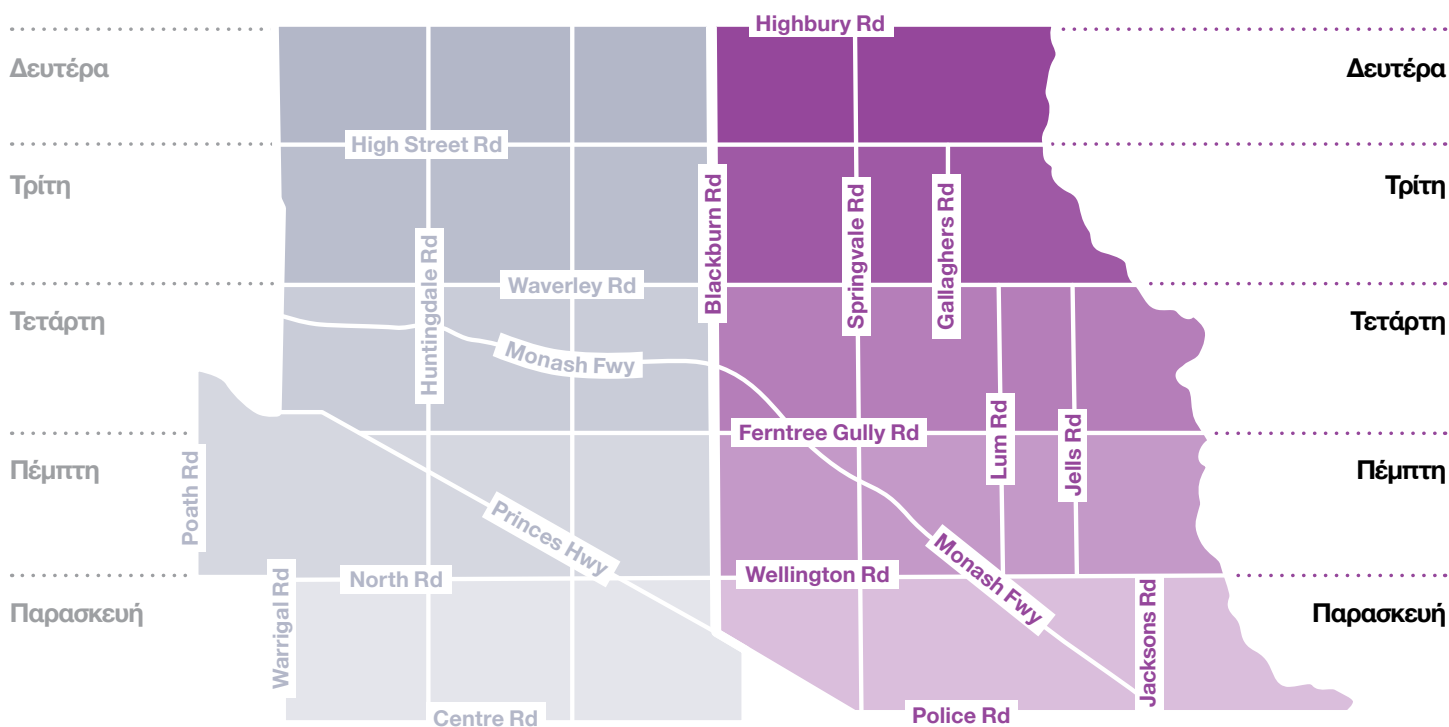 Highbury Rd
Δευτέρα
Δευτέρα
High Street Rd
Τρίτη
Τρίτη
Blackburn Rd
Springvale Rd
Gallaghers Rd
Huntingdale Rd
Waverley Rd
Τετάρτη
Τετάρτη
Monash Fwy
Ferntree Gully Rd
Lum Rd
Jells Rd
Πέμπτη
Πέμπτη
Poath Rd
Princes Hwy
Monash Fwy
North Rd
Wellington Rd
Warrigal Rd
Jacksons Rd
Παρασκευή
Παρασκευή
Centre Rd
Police Rd